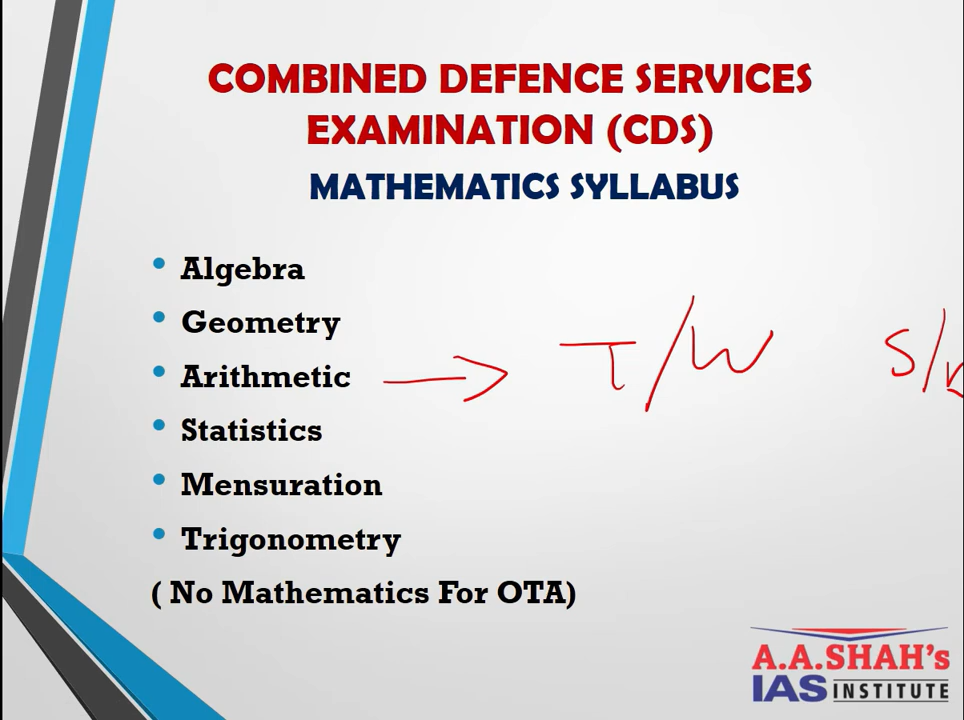 COMBINED DEFENCE SERVICES
EXAMINATION (CDS)
MATHEMATICS SYLLABUS
• Algebra
• Geometry
• Arithmetic → T/W S/
• Statistics
• Mensuration
• Trigonometry
( No Mathematics For OTA)
A.A.SHAH's
IAS INSTITUTE